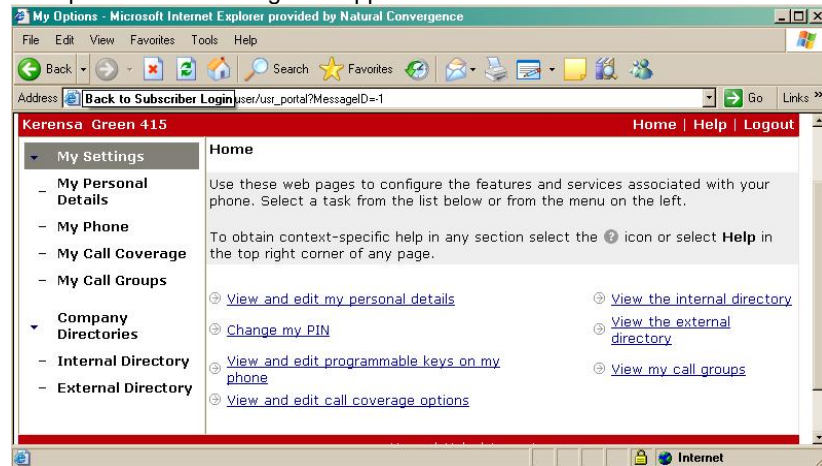 My Options - Microsoft Internet Explorer provided by Natural Convergence
File Edit View Favorites Tools Help
Back Search Favorites
Address Back to Subscriber Login user/usr_portal?MessageID=-1 Go Links »
Kerensa Green 415 Home | Help | Logout
My Settings
Home
My Personal
Details
Use these web pages to configure the features and services associated with your
phone. Select a task from the list below or from the menu on the left.
– My Phone
To obtain context-specific help in any section select the ? icon or select Help in
the top right corner of any page.
– My Call Coverage
– My Call Groups
View and edit my personal details
View the internal directory
Company
Directories
Change my PIN
View the external
directory
– Internal Directory
View and edit programmable keys on my
phone
View my call groups
– External Directory
View and edit call coverage options
Internet